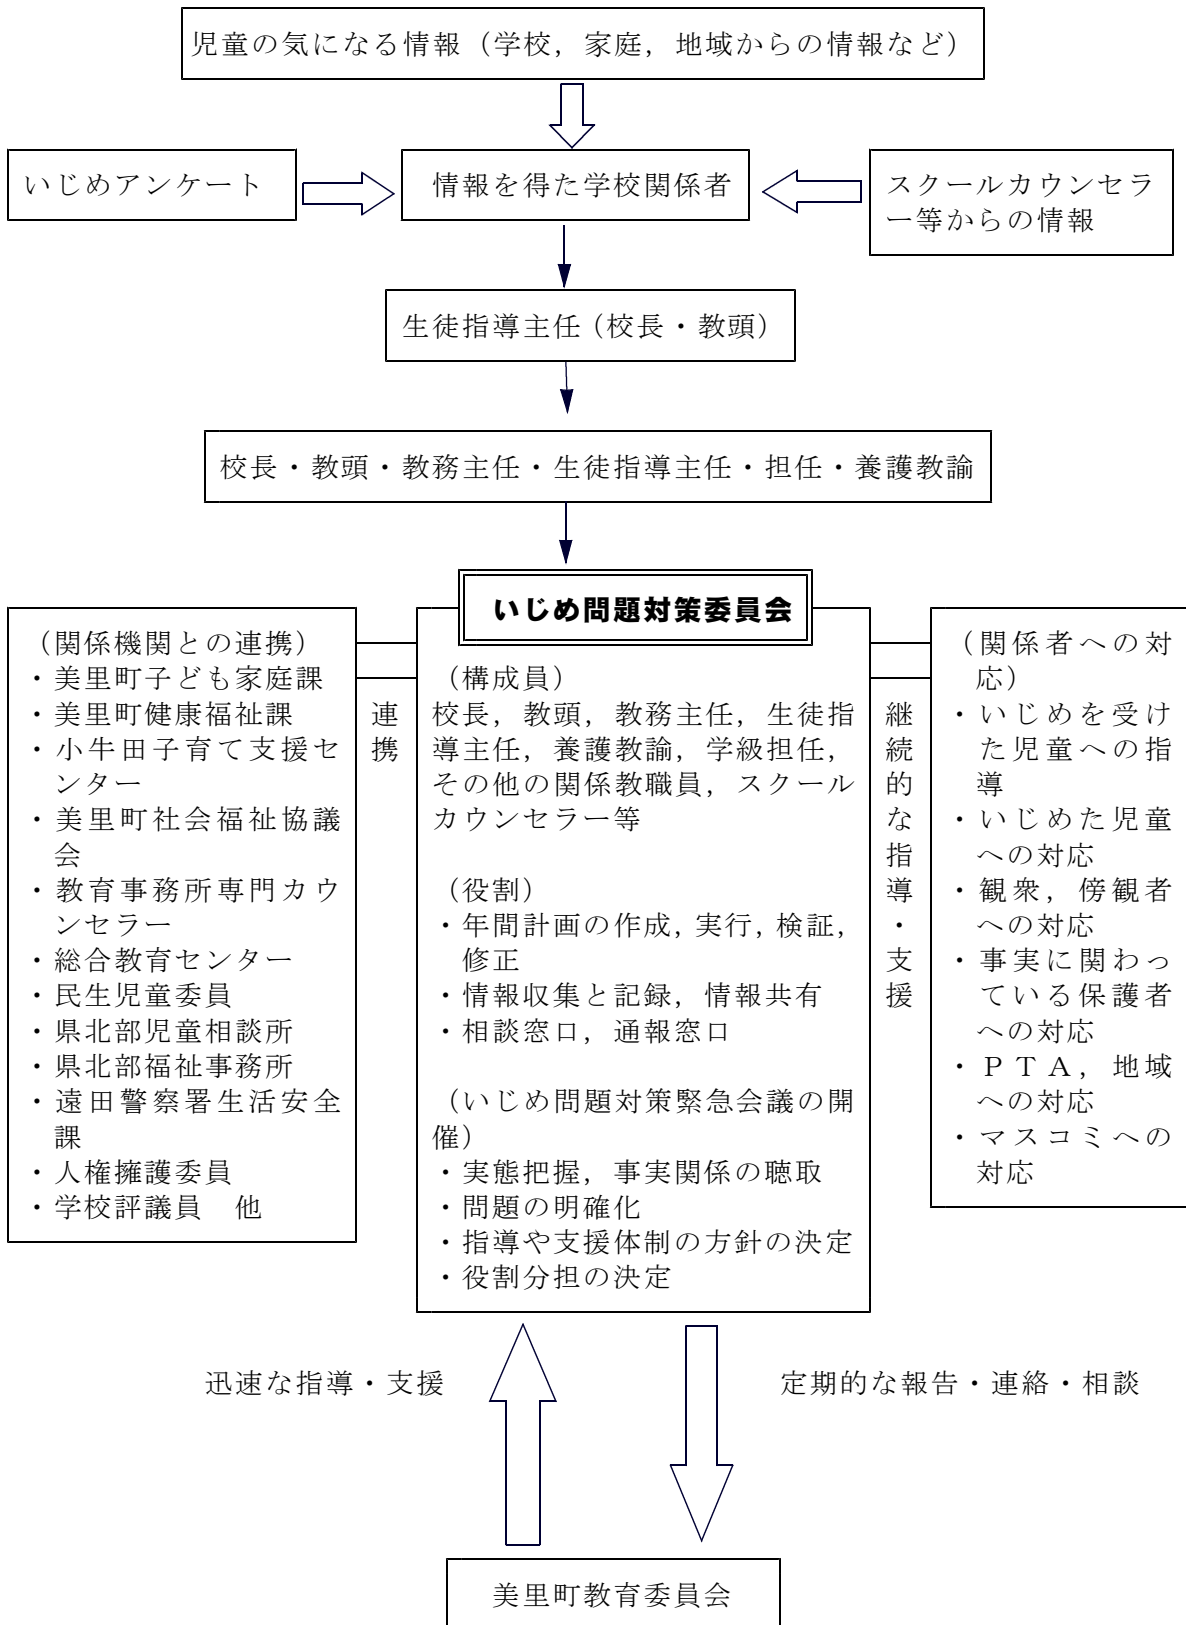 児童の気になる情報（学校，家庭，地域からの情報など）
いじめアンケート
情報を得た学校関係者
スクールカウンセラ
ー等からの情報
生徒指導主任（校長・教頭）
校長・教頭・教務主任・生徒指導主任・担任・養護教諭
いじめ問題対策委員会
（関係機関との連携）
・美里町子ども家庭課
・美里町健康福祉課
・小牛田子育て支援セ
ンター
・美里町社会福祉協議
会
・教育事務所専門カウ
ンセラー
・総合教育センター
・民生児童委員
・県北部児童相談所
・県北部福祉事務所
・遠田警察署生活安全
課
・人権擁護委員
・学校評議員　他
連携
（構成員）
校長，教頭，教務主任，生徒指
導主任，養護教諭，学級担任，
その他の関係教職員，スクール
カウンセラー等
（役割）
・年間計画の作成，実行，検証，
修正
・情報収集と記録，情報共有
・相談窓口，通報窓口
（いじめ問題対策緊急会議の開
催）
・実態把握，事実関係の聴取
・問題の明確化
・指導や支援体制の方針の決定
・役割分担の決定
継続的な指導・支援
（関係者への対
応）
・いじめを受け
た児童への指
導
・いじめた児童
への対応
・観衆，傍観者
への対応
・事実に関わっ
ている保護者
への対応
・ＰＴＡ，地域
への対応
・マスコミへの
対応
迅速な指導・支援
定期的な報告・連絡・相談
美里町教育委員会